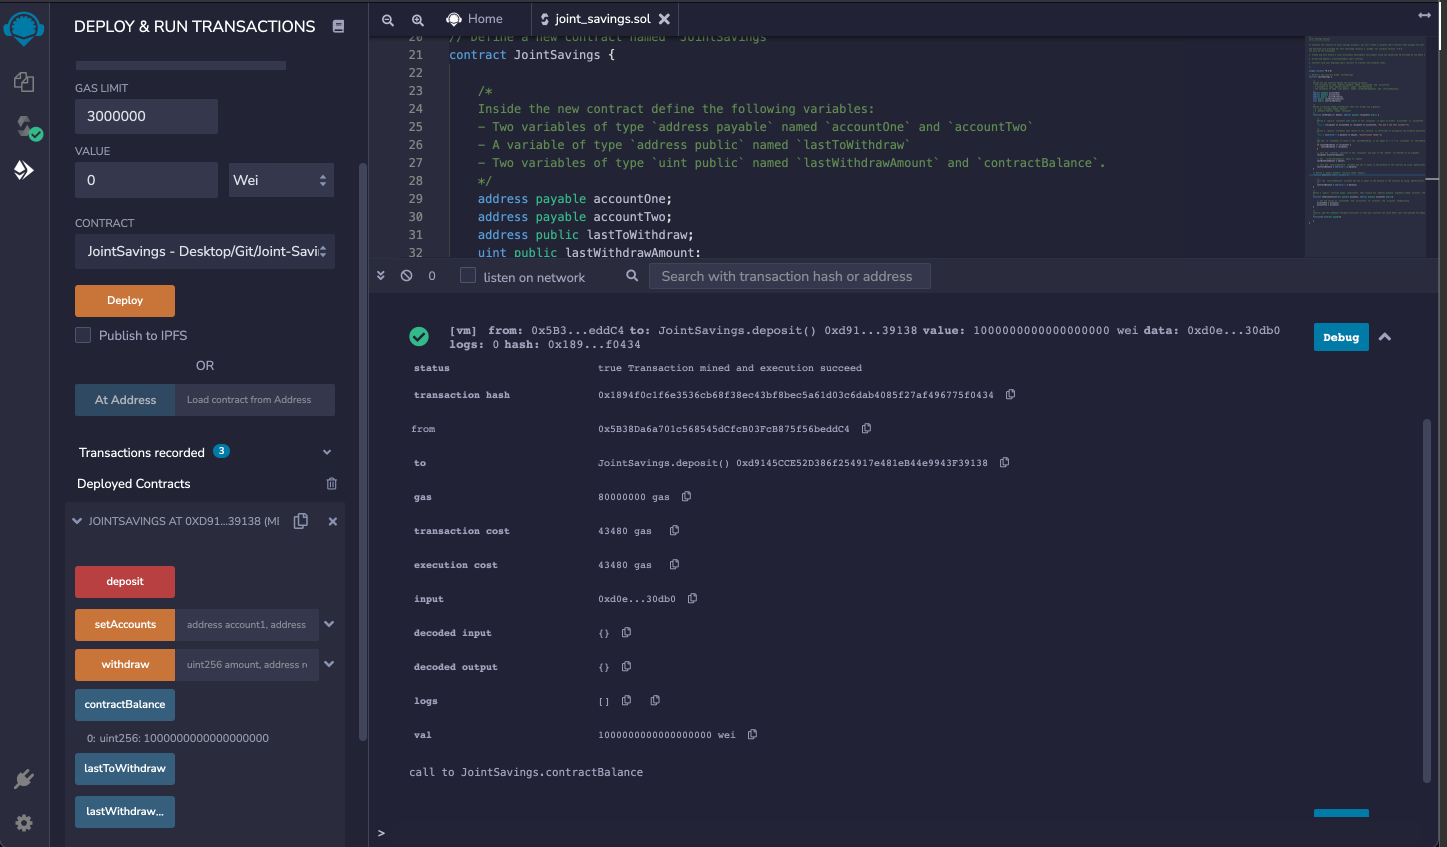 DEPLOY & RUN TRANSACTIONS
GAS LIMIT
3000000
VALUE
0
Wei
CONTRACT
JointSavings - Desktop/Git/Joint-Savi
Deploy
Publish to IPFS
OR
At Address
Load contract from Address
Transactions recorded 3
Deployed Contracts
JOINTSAVINGS AT 0XD91...39138 (ME
deposit
setAccounts
address account1, address
withdraw
uint256 amount, address re
contractBalance
0: uint256: 1000000000000000000
lastToWithdraw
lastWithdraw...
Home
joint_savings.sol
20 // Define a new contract named `JointSavings`
21 contract JointSavings {
22
23 /*
24 Inside the new contract define the following variables:
25 - Two variables of type `address payable` named `accountOne` and `accountTwo`
26 - A variable of type `address public` named `lastToWithdraw`
27 - Two variables of type `uint public` named `lastWithdrawAmount` and `contractBalance`.
28 */
29 address payable accountOne;
30 address payable accountTwo;
31 address public lastToWithdraw;
32 uint public lastWithdrawAmount;
0
listen on network
Search with transaction hash or address
[vm] from: 0x5B3...eddC4 to: JointSavings.deposit() 0xd91...39138 value: 1000000000000000000 wei data: 0xd0e...30db0
logs: 0 hash: 0x189...f0434
Debug
status true Transaction mined and execution succeed
transaction hash 0x1894f0c1f6e3536cb68f38ec43bf8bec5a61d03c6dab4085f27af496775f0434
from 0x5B38Da6a701c568545dCfcB03FcB875f56beddC4
to JointSavings.deposit() 0xd9145CCE52D386f254917e481eB44e9943F39138
gas 80000000 gas
transaction cost 43480 gas
execution cost 43480 gas
input 0xd0e...30db0
decoded input {}
decoded output {}
logs []
val 1000000000000000000 wei
call to JointSavings.contractBalance
>